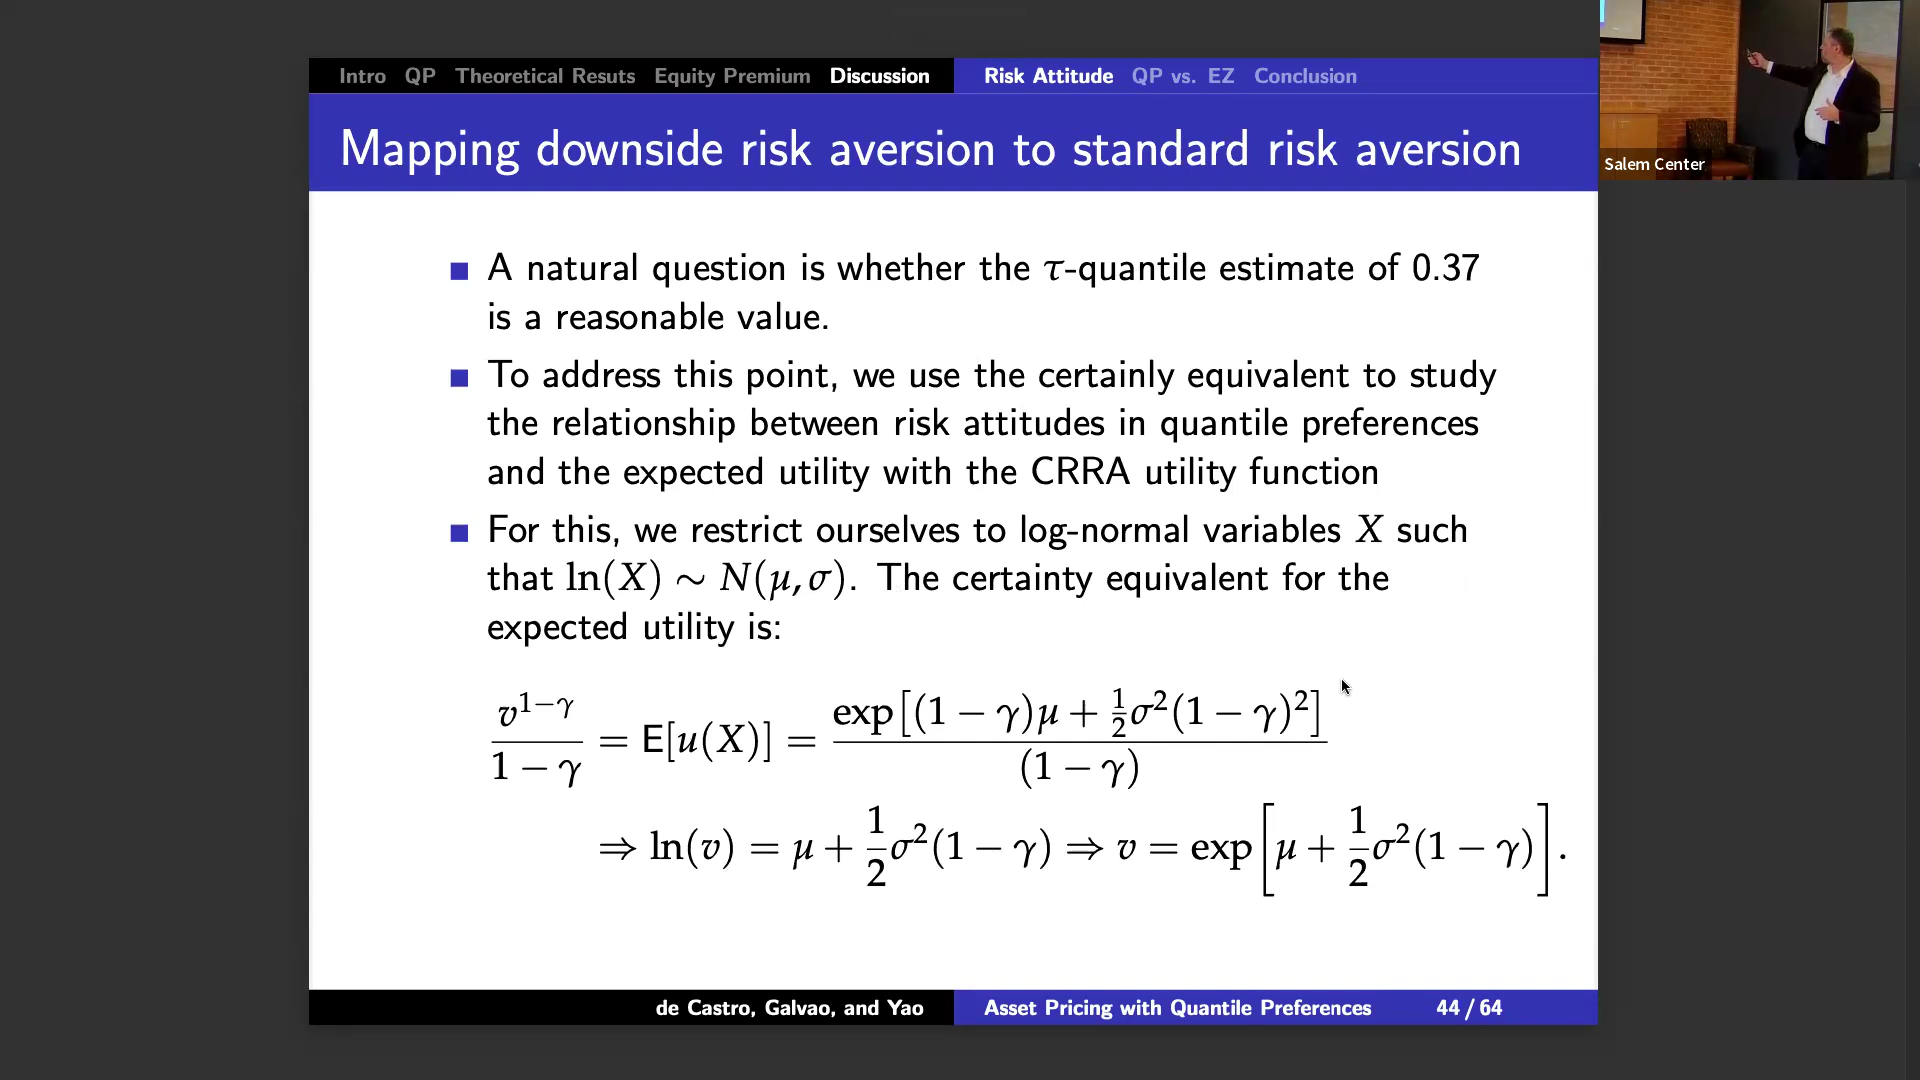 Intro QP Theoretical Resuts Equity Premium Discussion Risk Attitude QP vs. EZ Conclusion
Mapping downside risk aversion to standard risk aversion
Salem Center
A natural question is whether the τ-quantile estimate of 0.37
is a reasonable value.
To address this point, we use the certainly equivalent to study
the relationship between risk attitudes in quantile preferences
and the expected utility with the CRRA utility function
For this, we restrict ourselves to log-normal variables X such
that ln(X) ∼ N(μ, σ). The certainty equivalent for the
expected utility is:
v^{1−γ}/(1 − γ) = E[u(X)] = exp[(1 − γ)μ + ½σ²(1 − γ)²]/(1 − γ)
⇒ ln(v) = μ + ½σ²(1 − γ) ⇒ v = exp[μ + ½σ²(1 − γ)].
de Castro, Galvao, and Yao Asset Pricing with Quantile Preferences 44 / 64